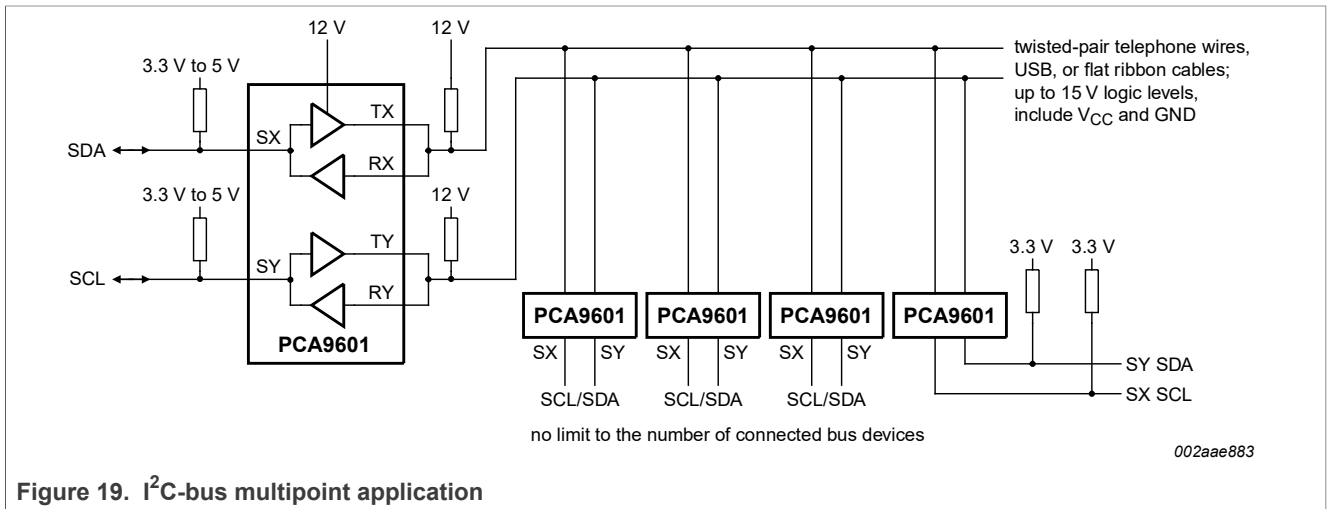 12 V
12 V
3.3 V to 5 V
TX
SX
SDA
RX
3.3 V to 5 V
12 V
TY
SY
SCL
RY
PCA9601
twisted-pair telephone wires,
USB, or flat ribbon cables;
up to 15 V logic levels,
include VCC and GND
3.3 V 3.3 V
PCA9601 PCA9601 PCA9601 PCA9601
SX SY SX SY SX SY
SY SDA
SX SCL
SCL/SDA SCL/SDA SCL/SDA
no limit to the number of connected bus devices
002aae883
Figure 19. I²C-bus multipoint application